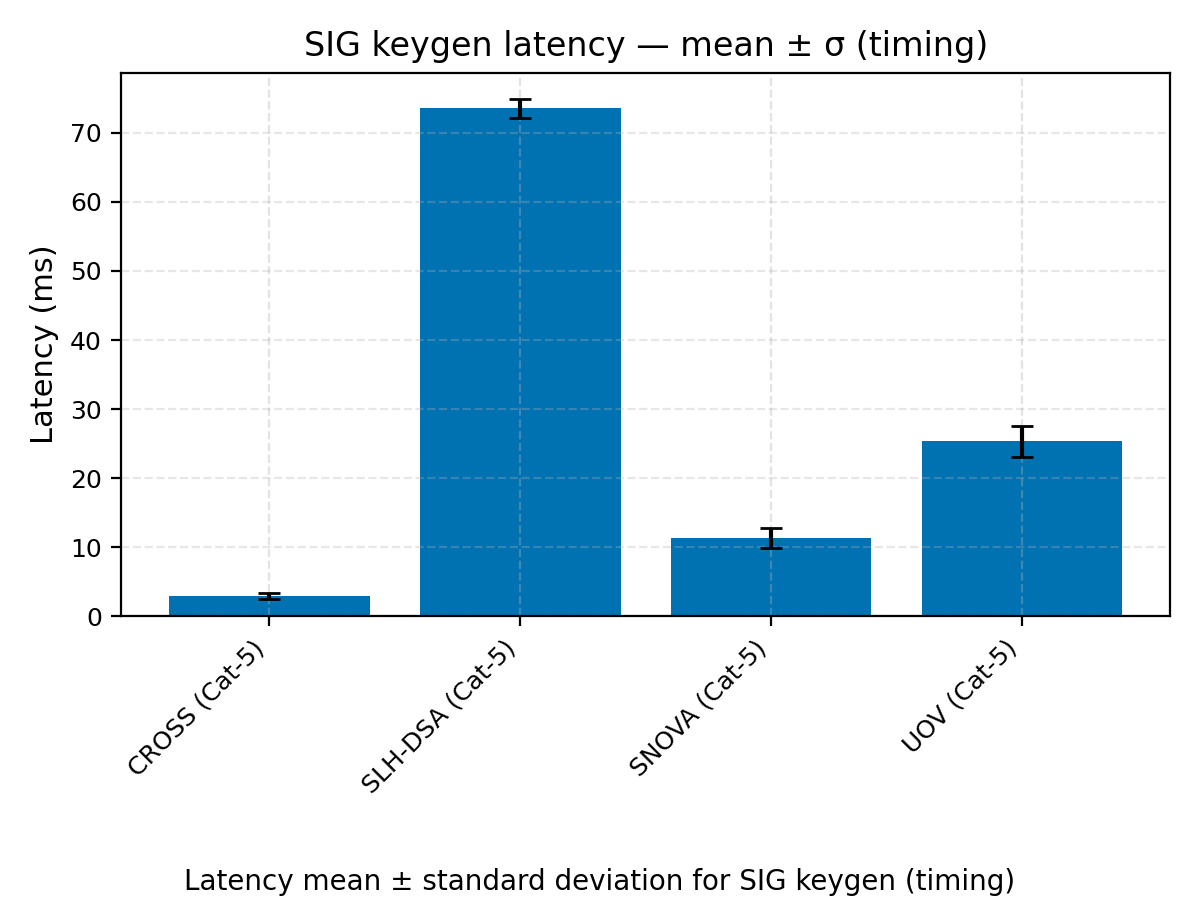 SIG keygen latency — mean ± σ (timing)
Latency (ms)
70
60
50
40
30
20
10
0
CROSS (Cat-5)
SLH-DSA (Cat-5)
SNOVA (Cat-5)
UOV (Cat-5)
Latency mean ± standard deviation for SIG keygen (timing)